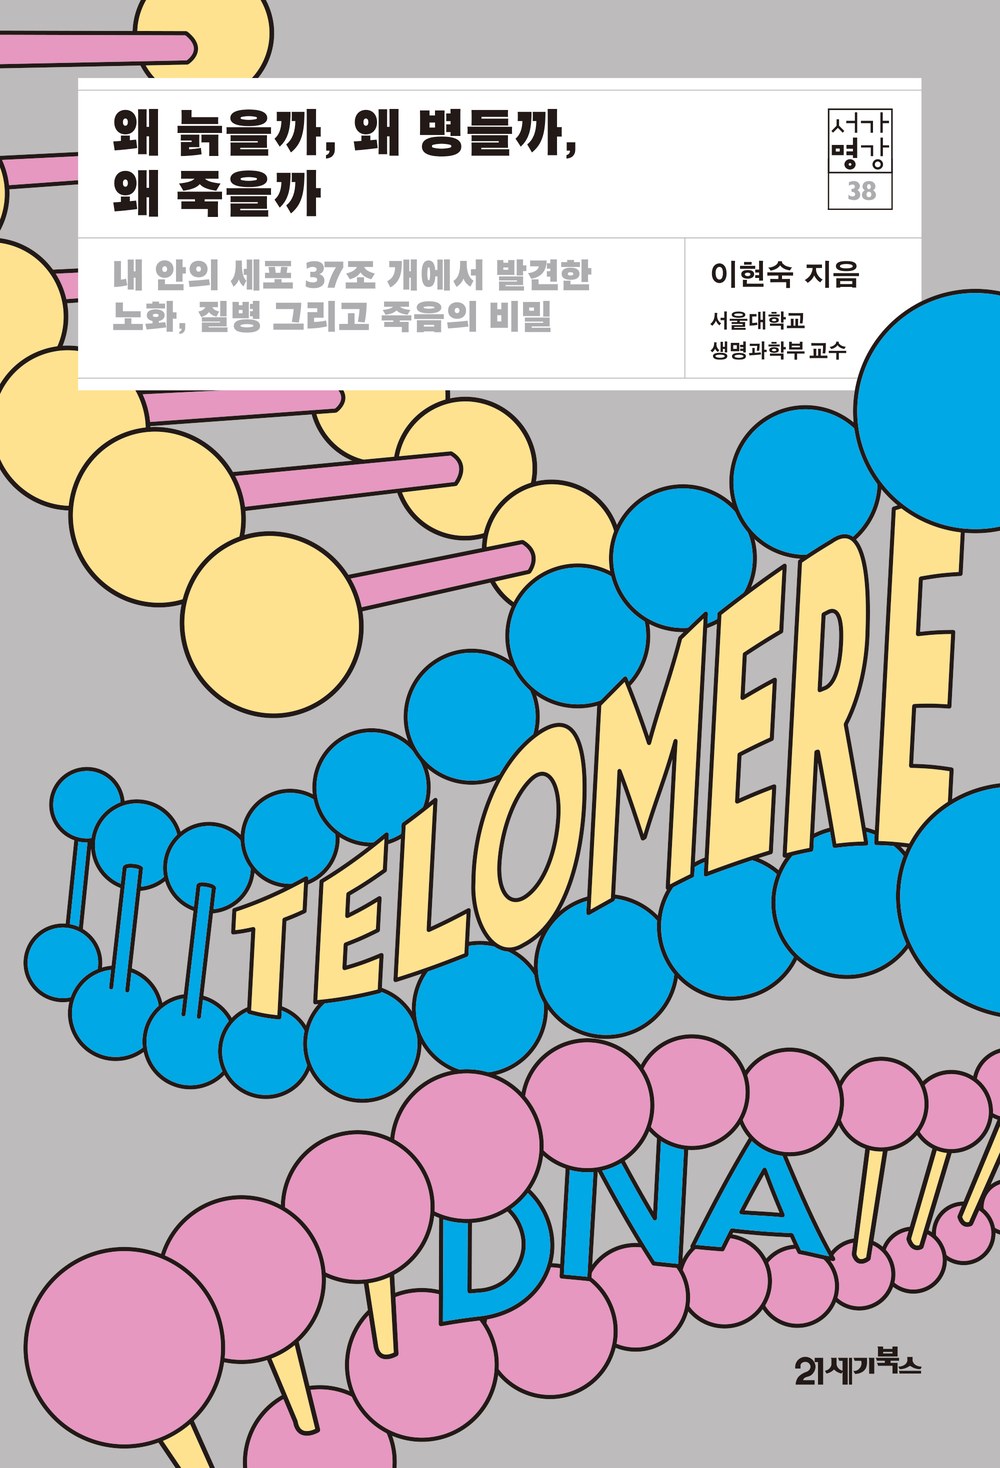 왜 늙을까, 왜 병들까,
왜 죽을까
서가
명강
38
내 안의 세포 37조 개에서 발견한
노화, 질병 그리고 죽음의 비밀
이현숙 지음
서울대학교
생명과학부 교수
TELOMERE
DNA
21세기북스